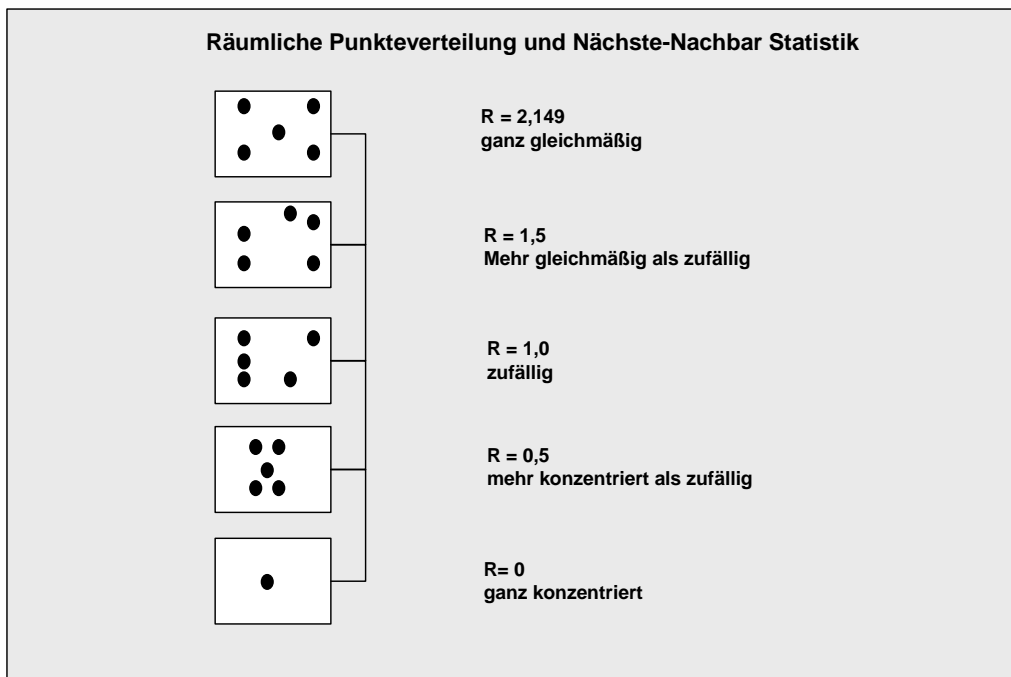 Räumliche Punkteverteilung und Nächste-Nachbar Statistik
R = 2,149
ganz gleichmäßig
R = 1,5
Mehr gleichmäßig als zufällig
R = 1,0
zufällig
R = 0,5
mehr konzentriert als zufällig
R= 0
ganz konzentriert